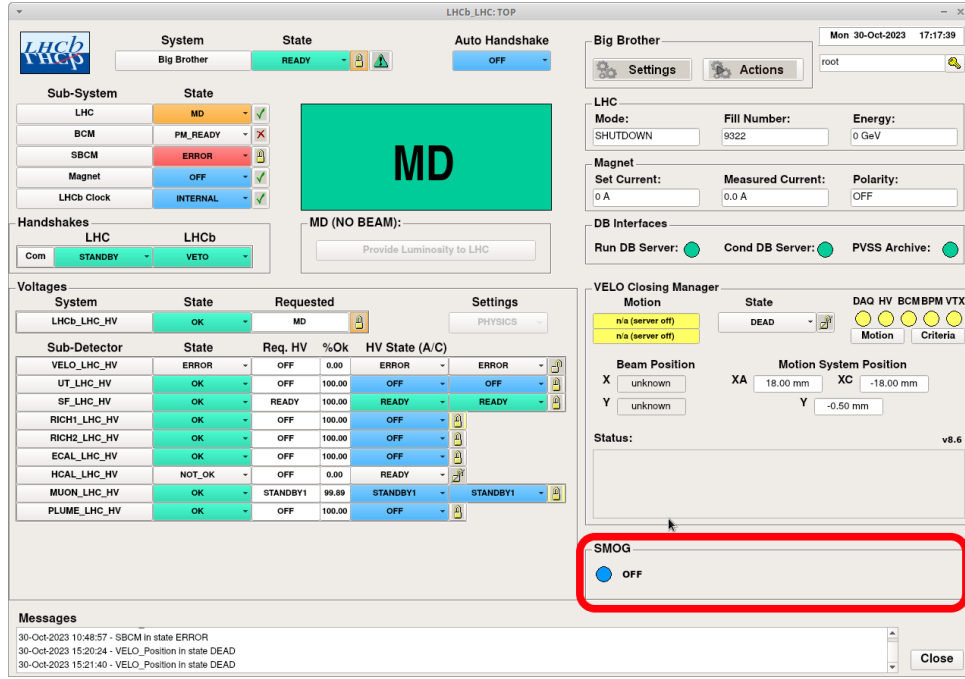 LHCb_LHC: TOP
LHCb
System State Auto Handshake
Big Brother READY OFF
Big Brother
Settings Actions
Mon 30-Oct-2023 17:17:39
root
Sub-System State
LHC MD
BCM PM_READY
SBCM ERROR
Magnet OFF
LHCb Clock INTERNAL
MD
LHC
Mode: Fill Number: Energy:
SHUTDOWN 9322 0 GeV
Magnet
Set Current: Measured Current: Polarity:
0 A 0.0 A OFF
Handshakes
LHC LHCb
Com STANDBY VETO
MD (NO BEAM):
Provide Luminosity to LHC
DB Interfaces
Run DB Server: Cond DB Server: PVSS Archive:
Voltages
System State Requested Settings
LHCb_LHC_HV OK MD PHYSICS
Sub-Detector State Req. HV %Ok HV State (A/C)
VELO_LHC_HV ERROR OFF 0.00 ERROR ERROR
UT_LHC_HV OK OFF 100.00 OFF OFF
SF_LHC_HV OK READY 100.00 READY READY
RICH1_LHC_HV OK OFF 100.00 OFF
RICH2_LHC_HV OK OFF 100.00 OFF
ECAL_LHC_HV OK OFF 100.00 OFF
HCAL_LHC_HV NOT_OK OFF 0.00 READY
MUON_LHC_HV OK STANDBY1 99.89 STANDBY1 STANDBY1
PLUME_LHC_HV OK OFF 100.00 OFF
VELO Closing Manager
Motion State DAQ HV BCM BPM VTX
n/a (server off) DEAD
n/a (server off) Motion Criteria
Beam Position Motion System Position
X unknown XA 18.00 mm XC -18.00 mm
Y unknown Y -0.50 mm
Status: v8.6
SMOG
OFF
Messages
30-Oct-2023 10:48:57 - SBCM in state ERROR
30-Oct-2023 15:20:24 - VELO_Position in state DEAD
30-Oct-2023 15:21:40 - VELO_Position in state DEAD
Close